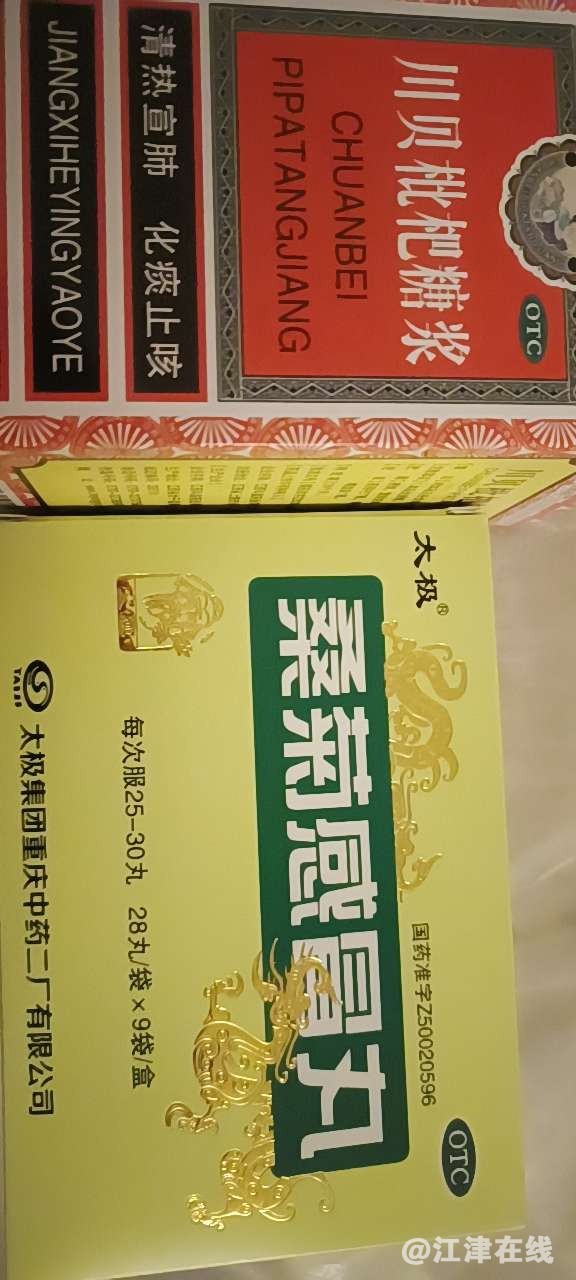 川贝枇杷糖浆
CHUANBEI
PIPATANGJIANG
OTC
清热宣肺 化痰止咳
JIANGXIHEYINGYAOYE
太极®
桑菊感冒丸
国药准字Z50020596
OTC
每次服25-30丸 28丸/袋×9袋/盒
TAIJI
太极集团重庆中药二厂有限公司
@江津在线